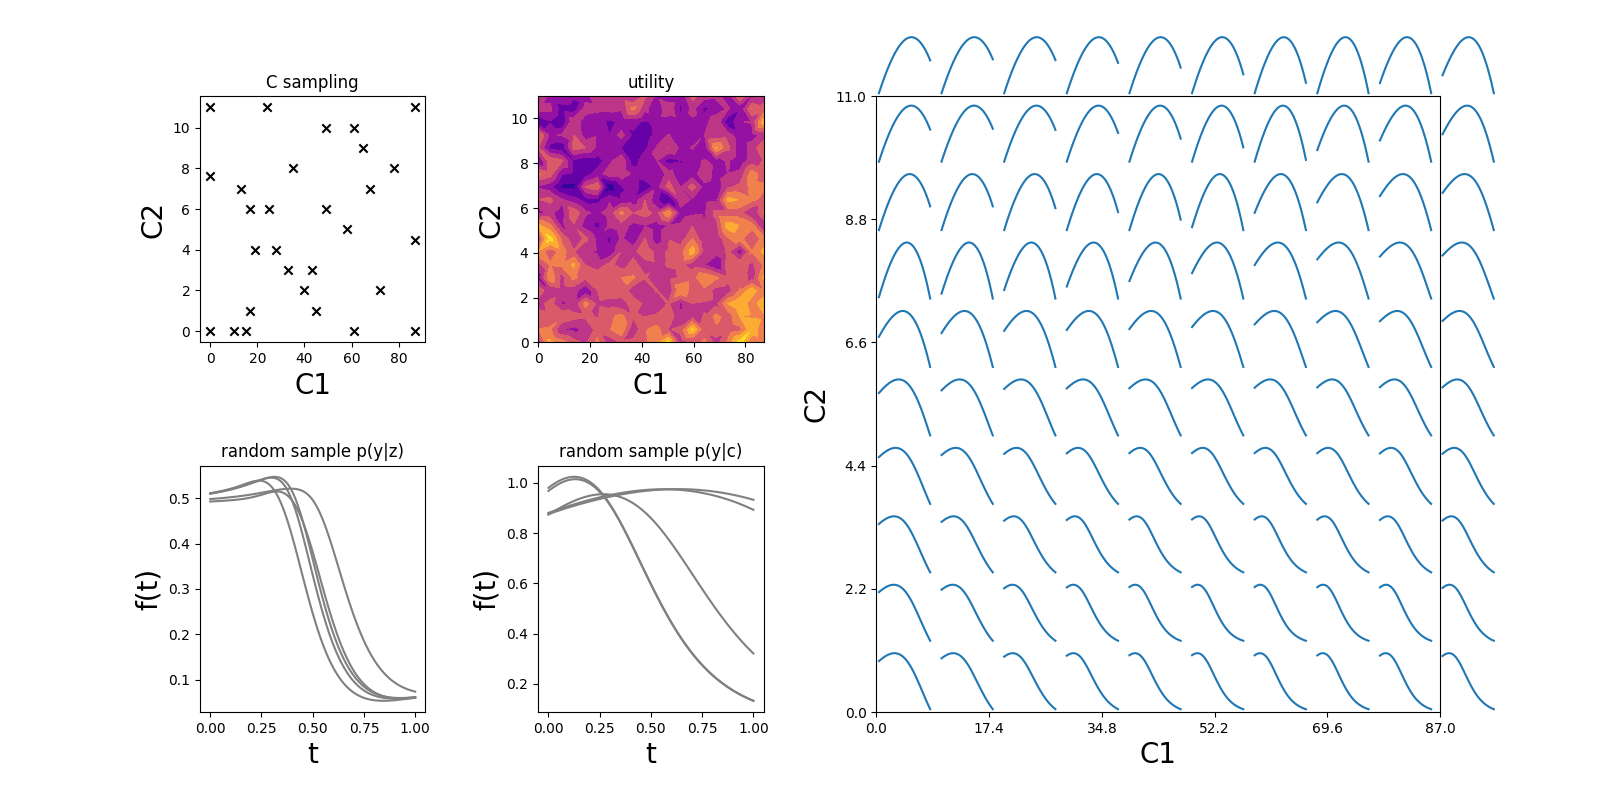 C sampling
10
8
6
4
2
0
C2
0 20 40 60 80
C1
utility
10
8
6
4
2
0
C2
0 20 40 60 80
C1
random sample p(y|z)
0.5
0.4
0.3
0.2
0.1
f(t)
0.00 0.25 0.50 0.75 1.00
t
random sample p(y|c)
1.0
0.8
0.6
0.4
0.2
f(t)
0.00 0.25 0.50 0.75 1.00
t
11.0
8.8
6.6
4.4
2.2
0.0
C2
0.0 17.4 34.8 52.2 69.6 87.0
C1